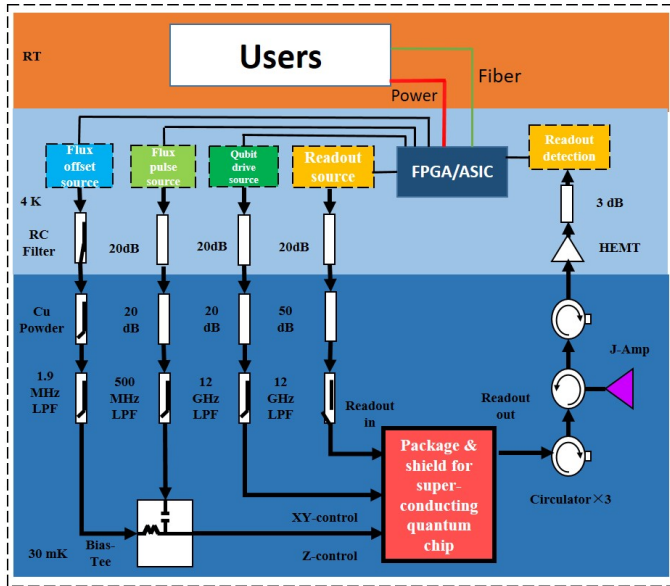 Users
RT
Fiber
Power
Flux
offset
source
Flux
pulse
source
Qubit
drive
source
Readout
source
FPGA/ASIC
Readout
detection
4 K
RC
Filter
20dB
20dB
20dB
3 dB
HEMT
Cu
Powder
20
dB
20
dB
50
dB
J-Amp
1.9
MHz
LPF
500
MHz
LPF
12
GHz
LPF
12
GHz
LPF
Readout
in
Readout
out
Package &
shield for
super-
conducting
quantum
chip
Circulator×3
XY-control
Z-control
30 mK
Bias-
Tee